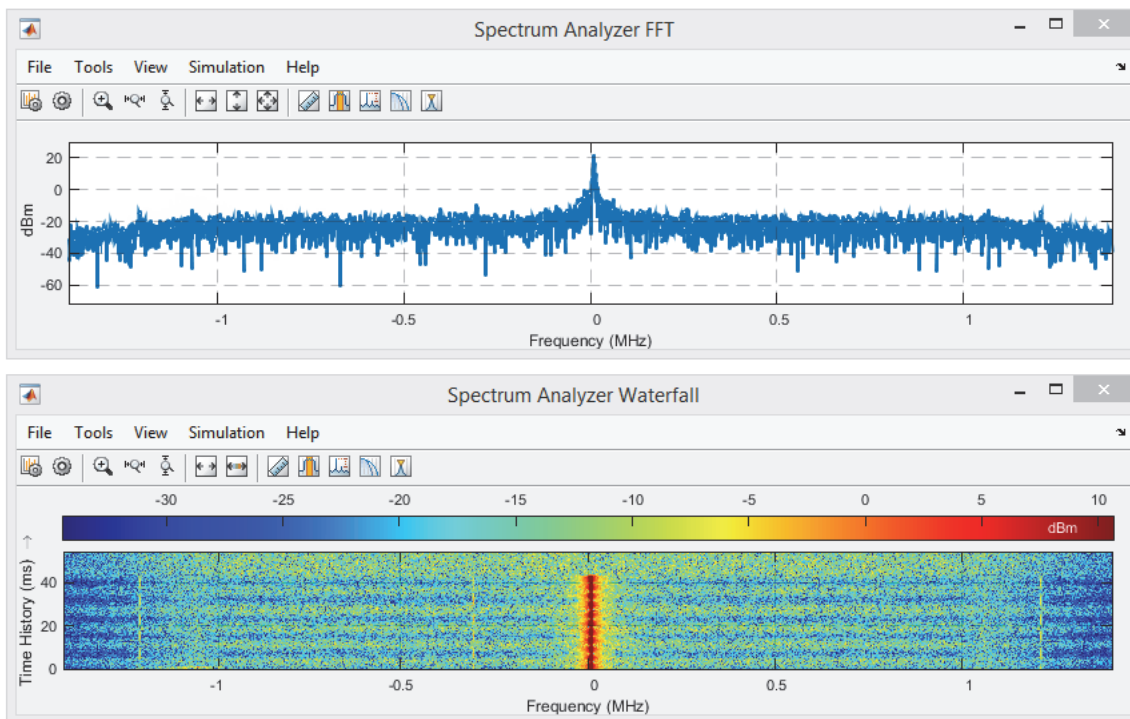 Spectrum Analyzer FFT
File Tools View Simulation Help
20
0
-20
-40
-60
dBm
-1 -0.5 0 0.5 1
Frequency (MHz)
Spectrum Analyzer Waterfall
File Tools View Simulation Help
-30 -25 -20 -15 -10 -5 0 5 10
dBm
40
20
0
Time History (ms) →
-1 -0.5 0 0.5 1
Frequency (MHz)